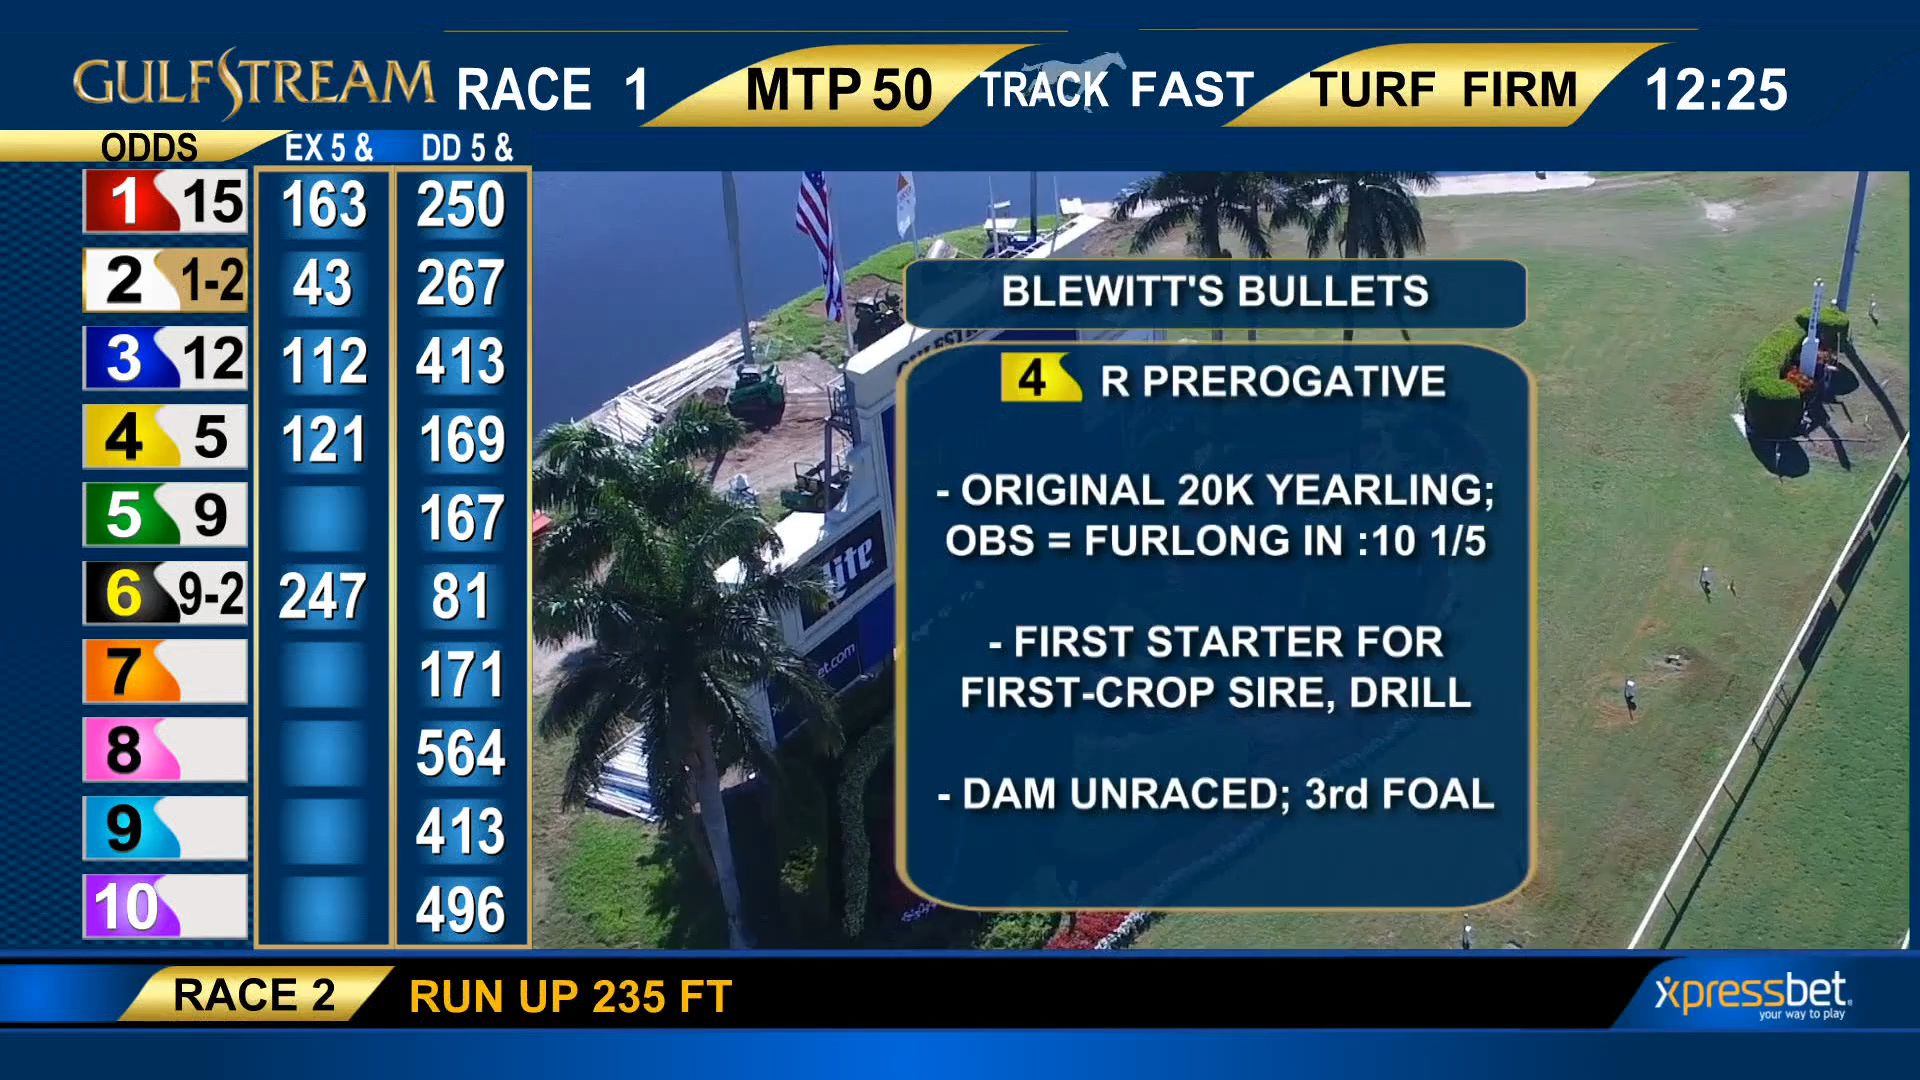 GULFSTREAM RACE 1 MTP 50 TRACK FAST TURF FIRM 12:25
ODDS EX 5 & DD 5 &
1 15 163 250
2 1-2 43 267
3 12 112 413
4 5 121 169
5 9 167
6 9-2 247 81
7 171
8 564
9 413
10 496
BLEWITT'S BULLETS
4 R PREROGATIVE
- ORIGINAL 20K YEARLING;
OBS = FURLONG IN :10 1/5
- FIRST STARTER FOR
FIRST-CROP SIRE, DRILL
- DAM UNRACED; 3rd FOAL
lite
et.com
RACE 2 RUN UP 235 FT
xpressbet
your way to play